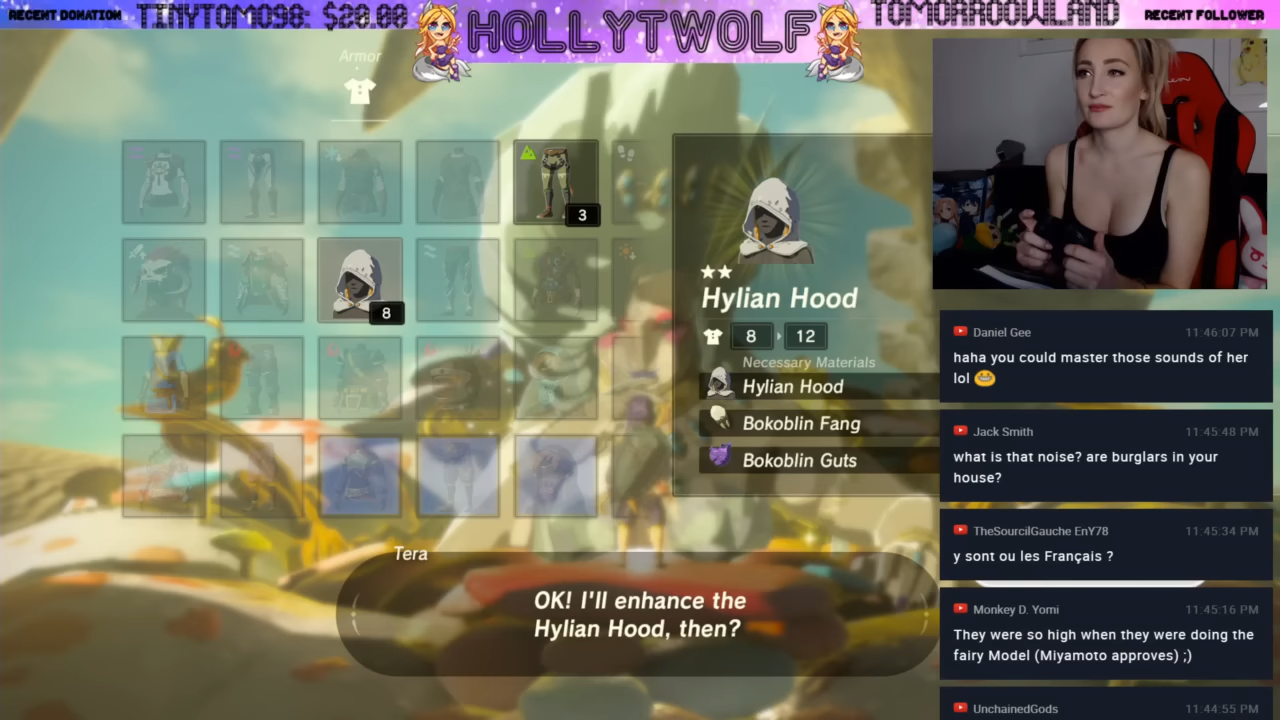 RECENT DONATION
TINYTOMO98: $20.00
HOLLYTWOLF
TOMORROOWLAND
RECENT FOLLOWER
Armor
3
8
Hylian Hood
8
12
Necessary Materials
Hylian Hood
Bokoblin Fang
Bokoblin Guts
Tera
OK! I'll enhance the
Hylian Hood, then?
Daniel Gee 11:46:07 PM
haha you could master those sounds of her
lol
Jack Smith 11:45:48 PM
what is that noise? are burglars in your
house?
TheSourcilGauche EnY78 11:45:34 PM
y sont ou les Français ?
Monkey D. Yomi 11:45:16 PM
They were so high when they were doing the
fairy Model (Miyamoto approves) ;)
UnchainedGods 11:44:55 PM